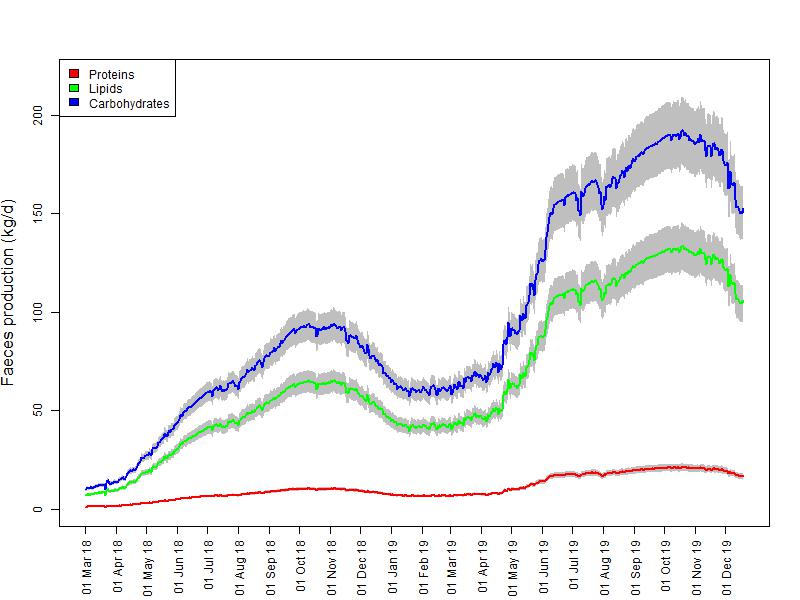 Proteins
Lipids
Carbohydrates
Faeces production (kg/d)
200
150
100
50
0
01 Mar 18
01 Apr 18
01 May 18
01 Jun 18
01 Jul 18
01 Aug 18
01 Sep 18
01 Oct 18
01 Nov 18
01 Dec 18
01 Jan 19
01 Feb 19
01 Mar 19
01 Apr 19
01 May 19
01 Jun 19
01 Jul 19
01 Aug 19
01 Sep 19
01 Oct 19
01 Nov 19
01 Dec 19